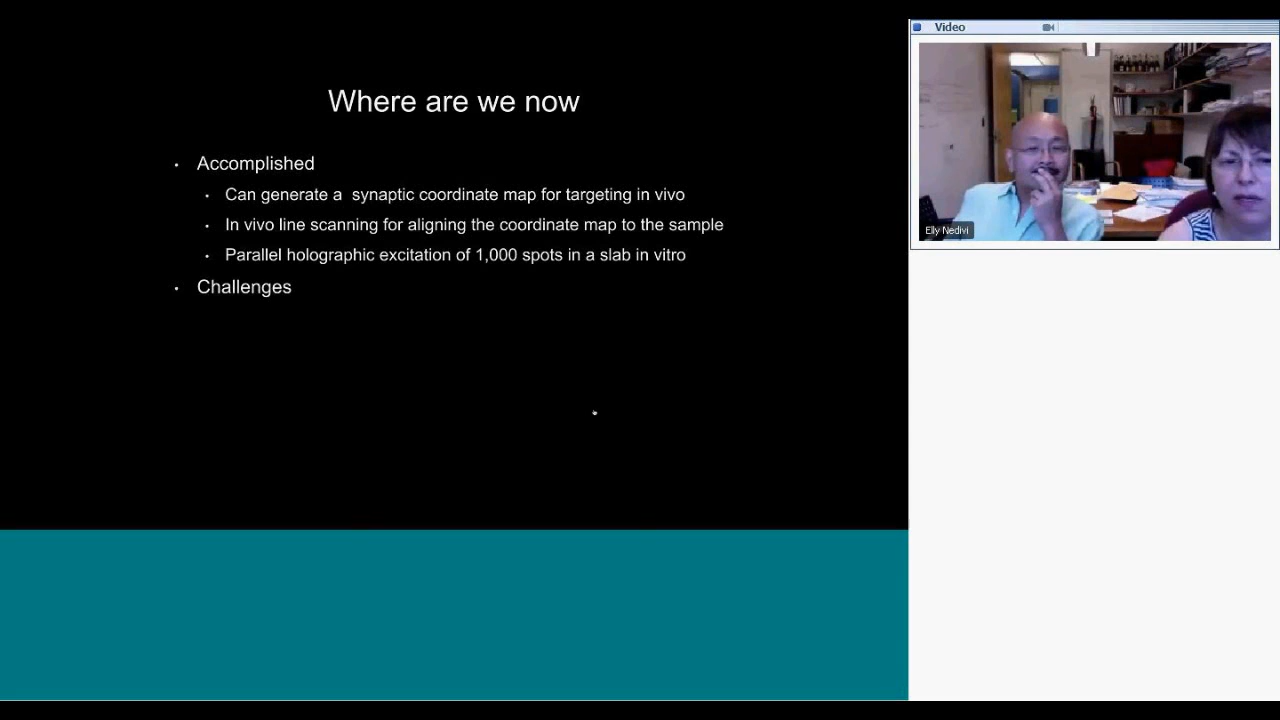 Where are we now
• Accomplished
• Can generate a  synaptic coordinate map for targeting in vivo
• In vivo line scanning for aligning the coordinate map to the sample
• Parallel holographic excitation of 1,000 spots in a slab in vitro
• Challenges
Video
Elly Nedivi